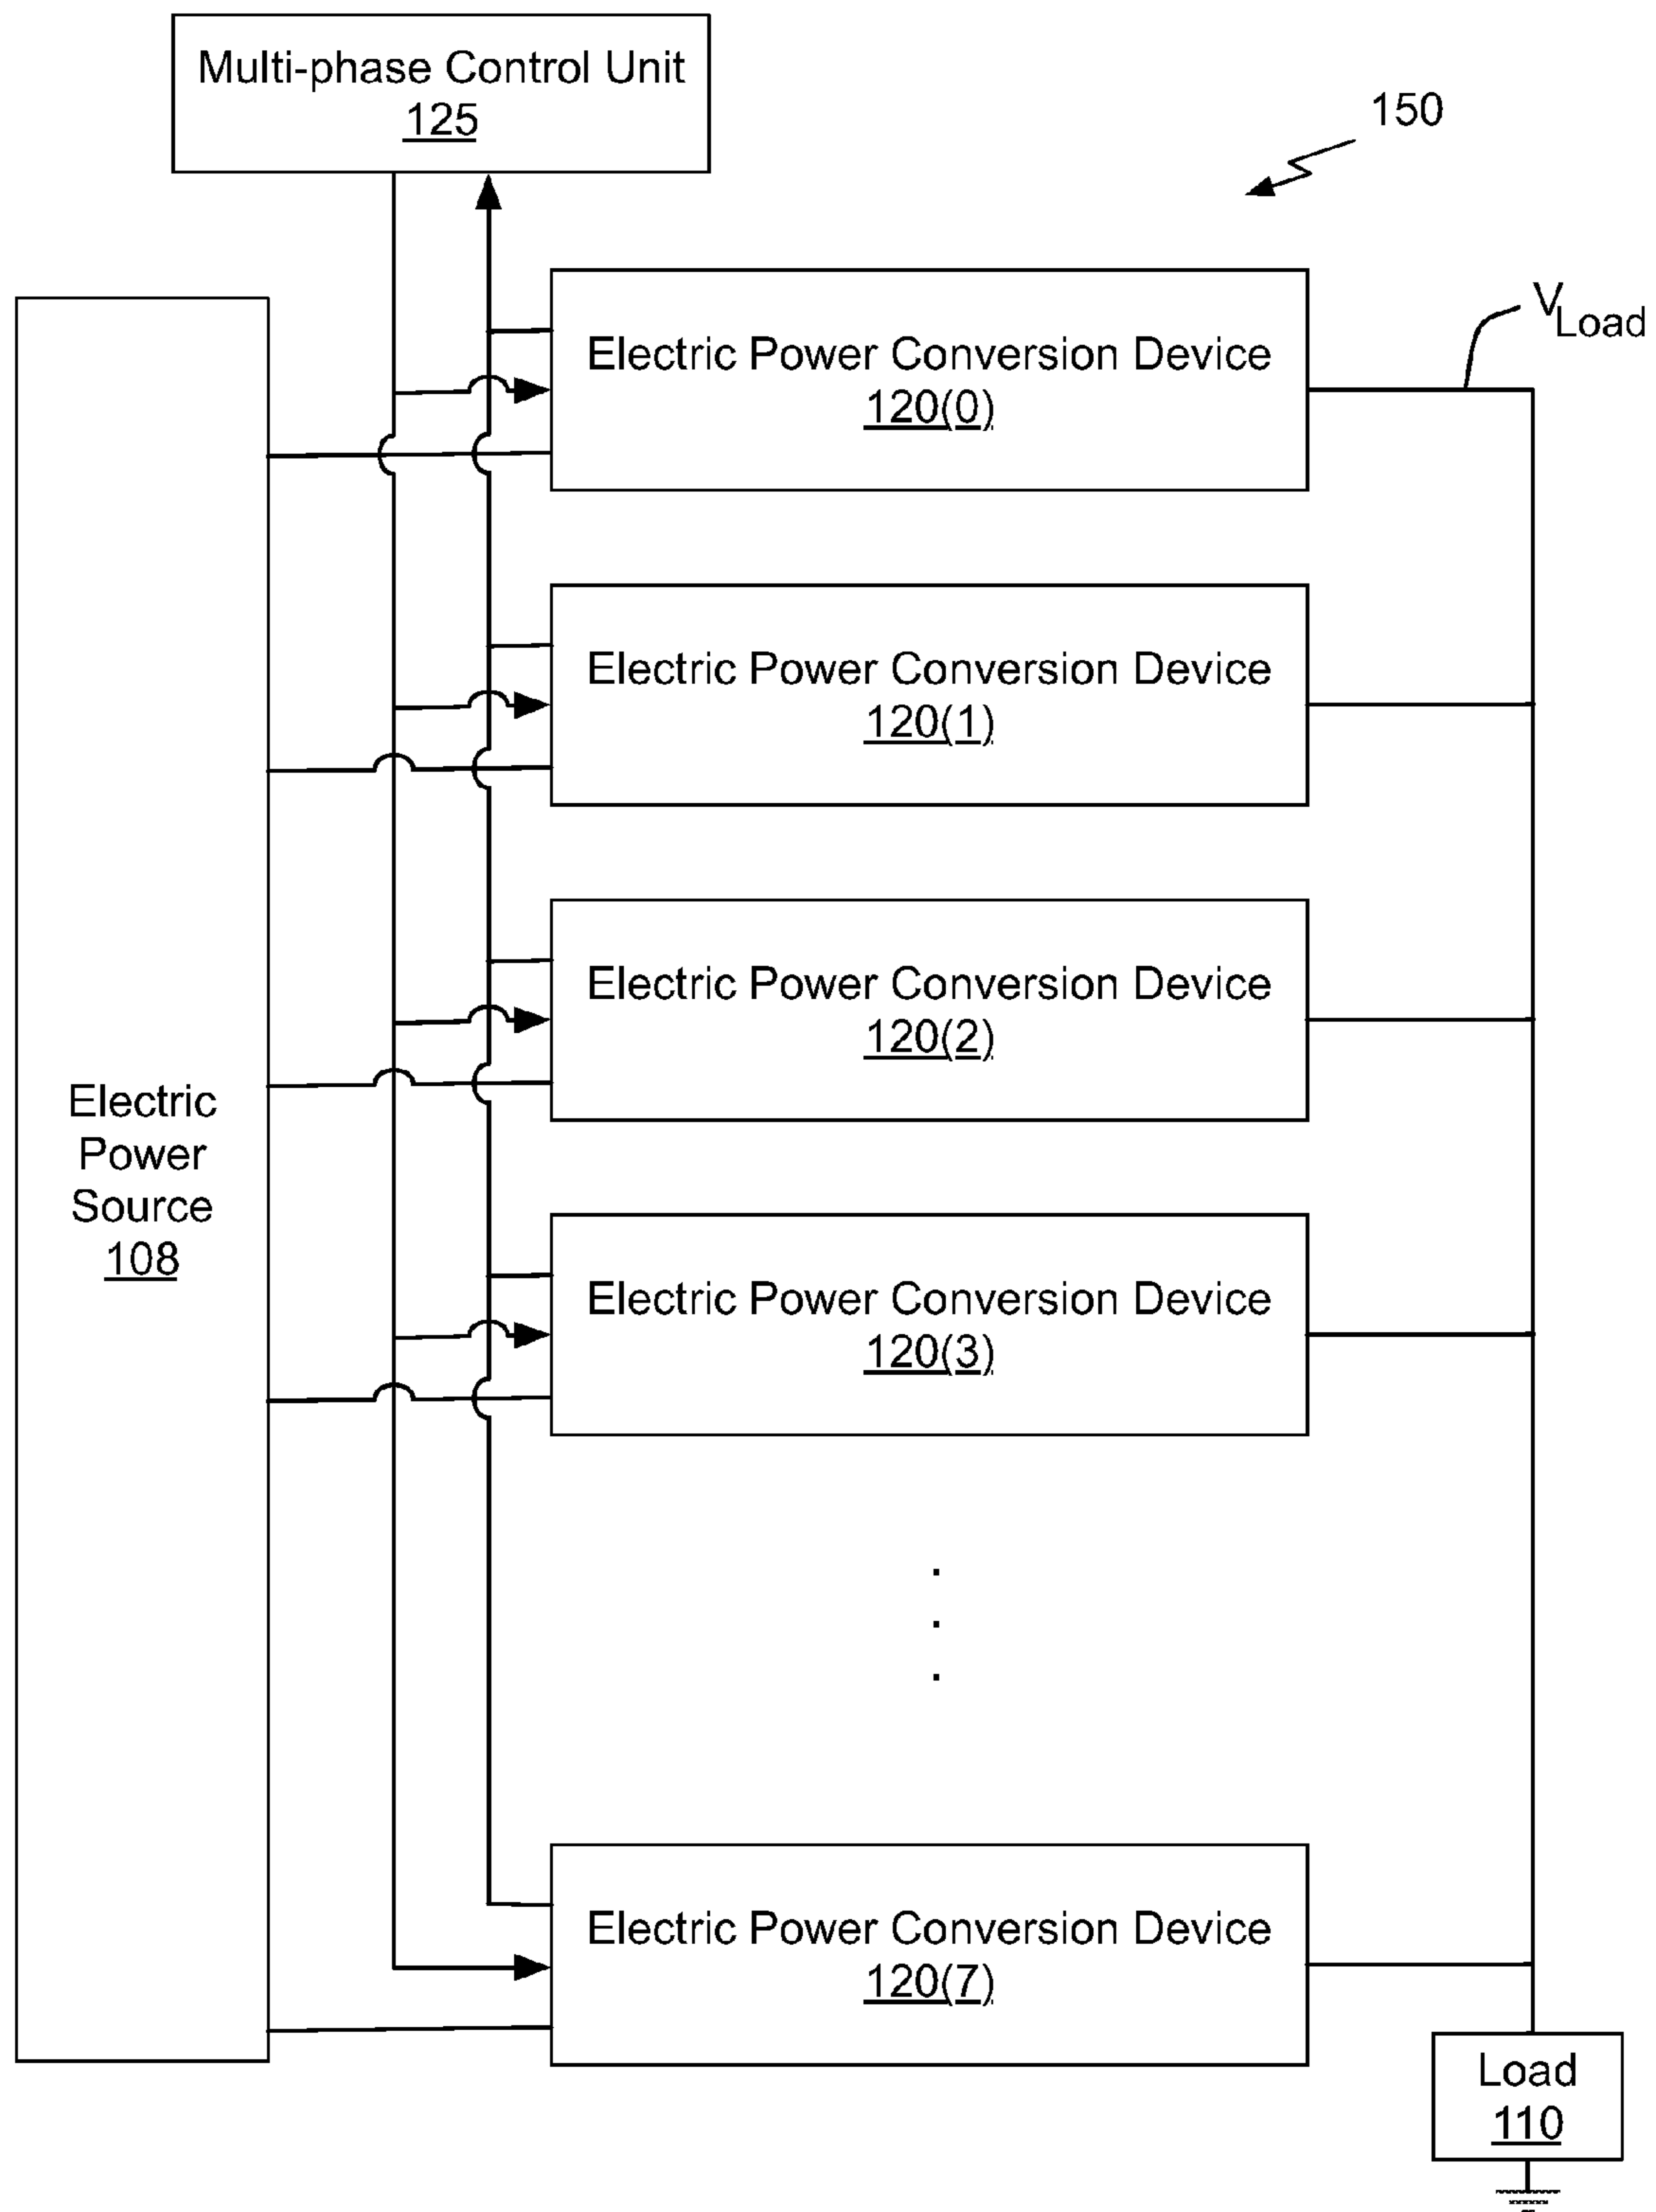 Multi-phase Control Unit
125
150
V Load
Electric Power Conversion Device
120(0)
Electric Power Conversion Device
120(1)
Electric Power Conversion Device
120(2)
Electric
Power
Source
108
Electric Power Conversion Device
120(3)
Electric Power Conversion Device
120(7)
Load
110